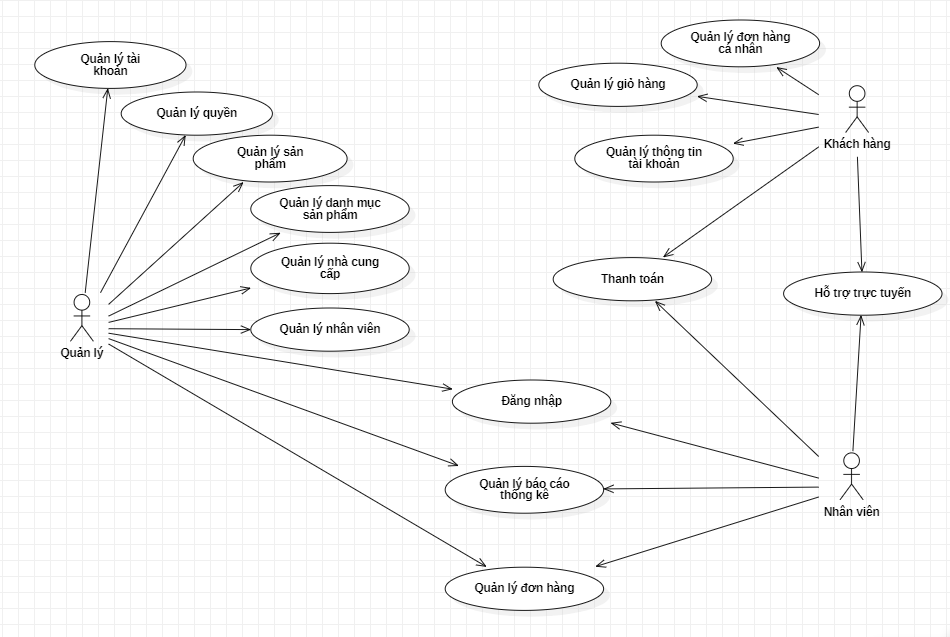 Quản lý đơn hàng
cá nhân
Quản lý tài
khoản
Quản lý giỏ hàng
Quản lý quyền
Khách hàng
Quản lý sản
phẩm
Quản lý thông tin
tài khoản
Quản lý danh mục
sản phẩm
Quản lý nhà cung
cấp
Thanh toán
Hỗ trợ trực tuyến
Quản lý nhân viên
Quản lý
Đăng nhập
Quản lý báo cáo
thống kê
Nhân viên
Quản lý đơn hàng